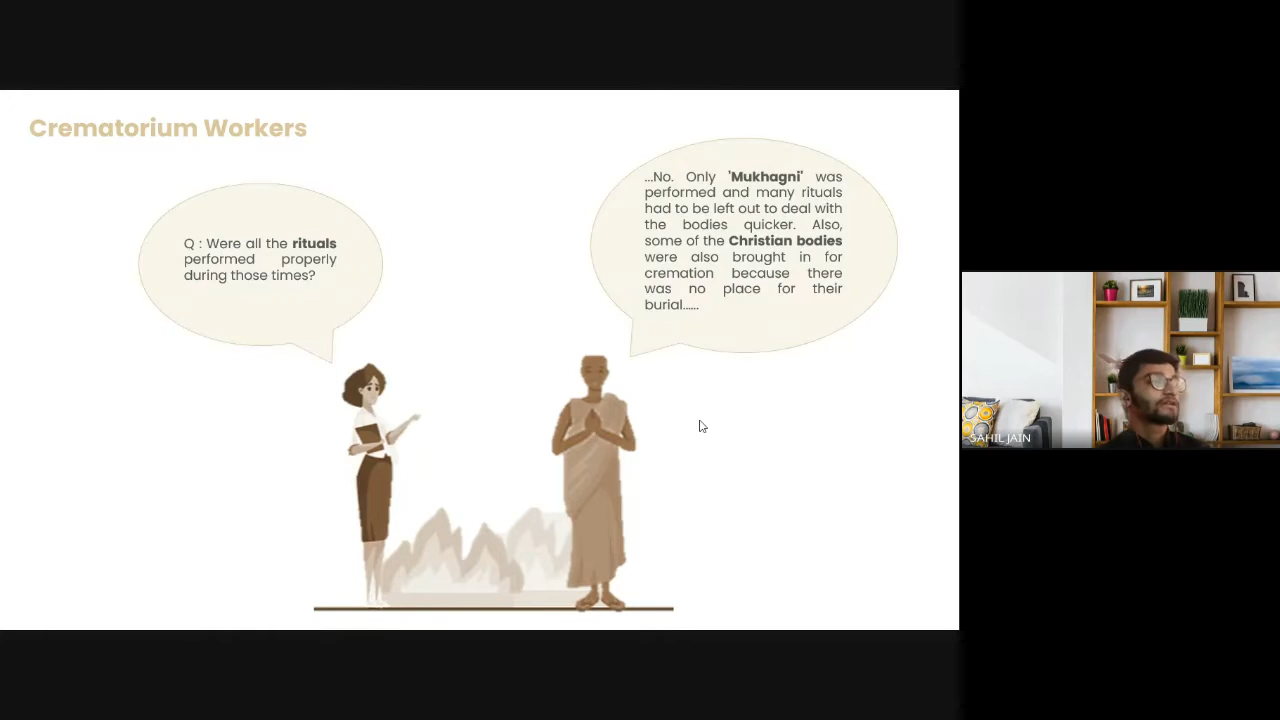 Crematorium Workers
Q : Were all the rituals
performed properly
during those times?
...No. Only 'Mukhagni' was
performed and many rituals
had to be left out to deal with
the bodies quicker. Also,
some of the Christian bodies
were also brought in for
cremation because there
was no place for their
burial......
SAHIL JAIN